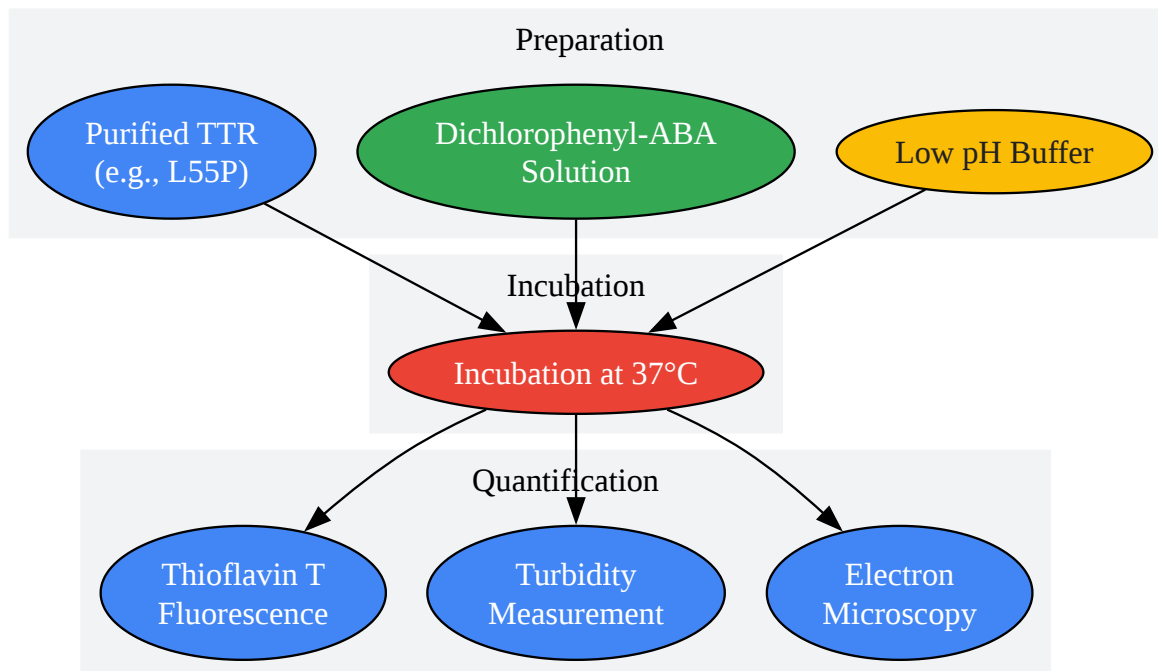 Preparation
Purified TTR
(e.g., L55P)
Dichlorophenyl-ABA
Solution
Low pH Buffer
Incubation
Incubation at 37°C
Quantification
Thioflavin T
Fluorescence
Turbidity
Measurement
Electron
Microscopy